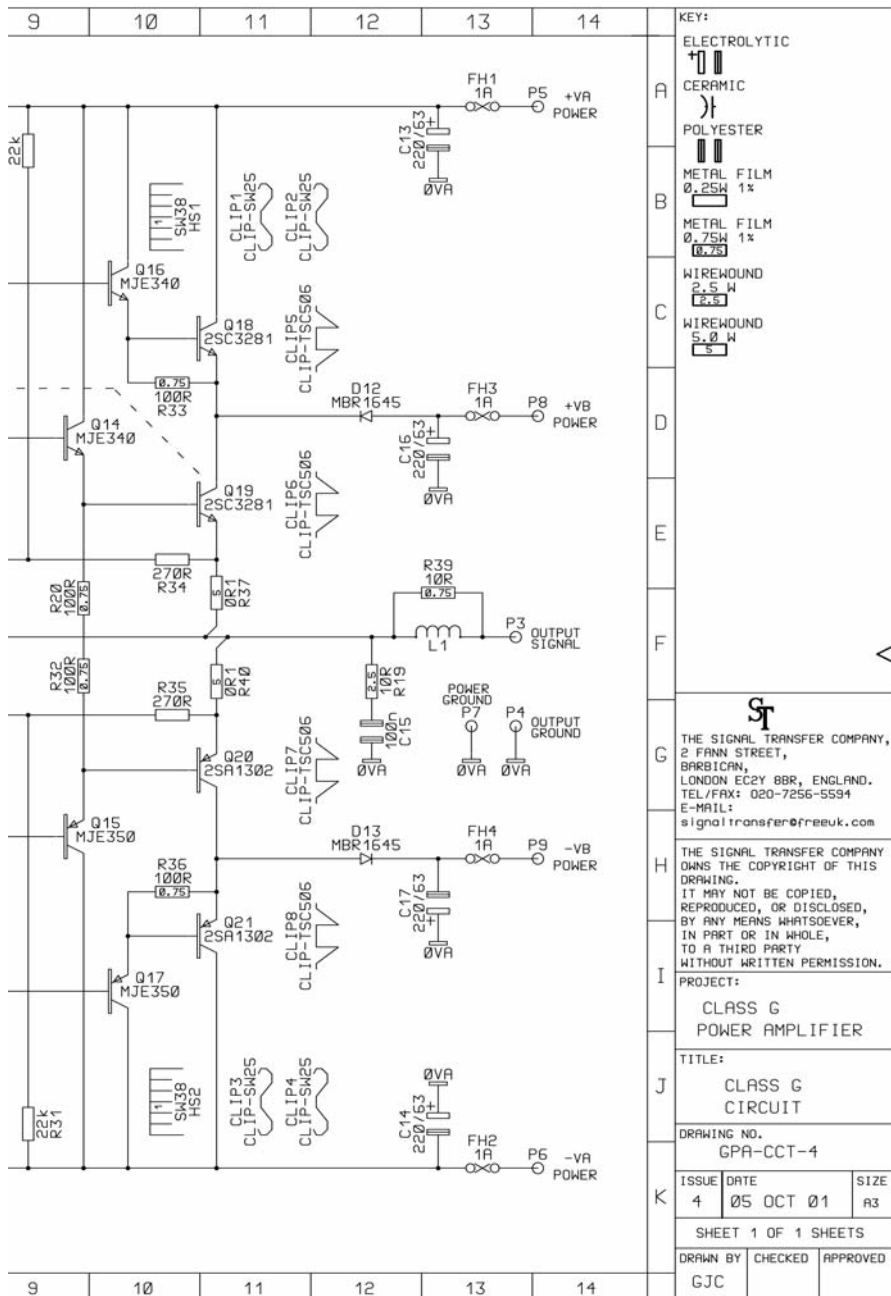 9 10 11 12 13 14
FH1
1A
P5
+VA
POWER
C13
220/63
+
0VA
22k
SW38
HS1
1
CLIP1
CLIP-SW25
CLIP2
CLIP-SW25
Q16
MJE340
Q18
2SC3281
CLIP5
CLIP-TSC506
0.75
100R
R33
D12
MBR1645
FH3
1A
P8
+VB
POWER
Q14
MJE340
C16
220/63
+
0VA
Q19
2SC3281
CLIP6
CLIP-TSC506
270R
R34
R39
10R
0.75
R20
100R
0.75
5
0R1
R37
P3
OUTPUT
SIGNAL
L1
R32
100R
0.75
5
0R1
R40
2.5
10R
R19
R35
270R
POWER
GROUND
P7
P4
OUTPUT
GROUND
100n
C15
0VA
0VA
0VA
Q20
2SA1302
CLIP7
CLIP-TSC506
Q15
MJE350
D13
MBR1645
FH4
1A
P9
-VB
POWER
R36
100R
0.75
C17
220/63
+
0VA
Q21
2SA1302
CLIP8
CLIP-TSC506
Q17
MJE350
SW38
HS2
1
CLIP3
CLIP-SW25
CLIP4
CLIP-SW25
0VA
C14
220/63
+
22k
R31
FH2
1A
P6
-VA
POWER
9 10 11 12 13 14
A
B
C
D
E
F
G
H
I
J
K
KEY:
ELECTROLYTIC
+
CERAMIC
POLYESTER
METAL FILM
0.25W 1%
METAL FILM
0.75W 1%
0.75
WIREWOUND
2.5 W
2.5
WIREWOUND
5.0 W
5
ST
THE SIGNAL TRANSFER COMPANY,
2 FANN STREET,
BARBICAN,
LONDON EC2Y 8BR, ENGLAND.
TEL/FAX: 020-7256-5594
E-MAIL:
signaltransfer@freeuk.com
THE SIGNAL TRANSFER COMPANY
OWNS THE COPYRIGHT OF THIS
DRAWING.
IT MAY NOT BE COPIED,
REPRODUCED, OR DISCLOSED,
BY ANY MEANS WHATSOEVER,
IN PART OR IN WHOLE,
TO A THIRD PARTY
WITHOUT WRITTEN PERMISSION.
PROJECT:
CLASS G
POWER AMPLIFIER
TITLE:
CLASS G
CIRCUIT
DRAWING NO.
GPA-CCT-4
ISSUE DATE SIZE
4 05 OCT 01 A3
SHEET 1 OF 1 SHEETS
DRAWN BY CHECKED APPROVED
GJC